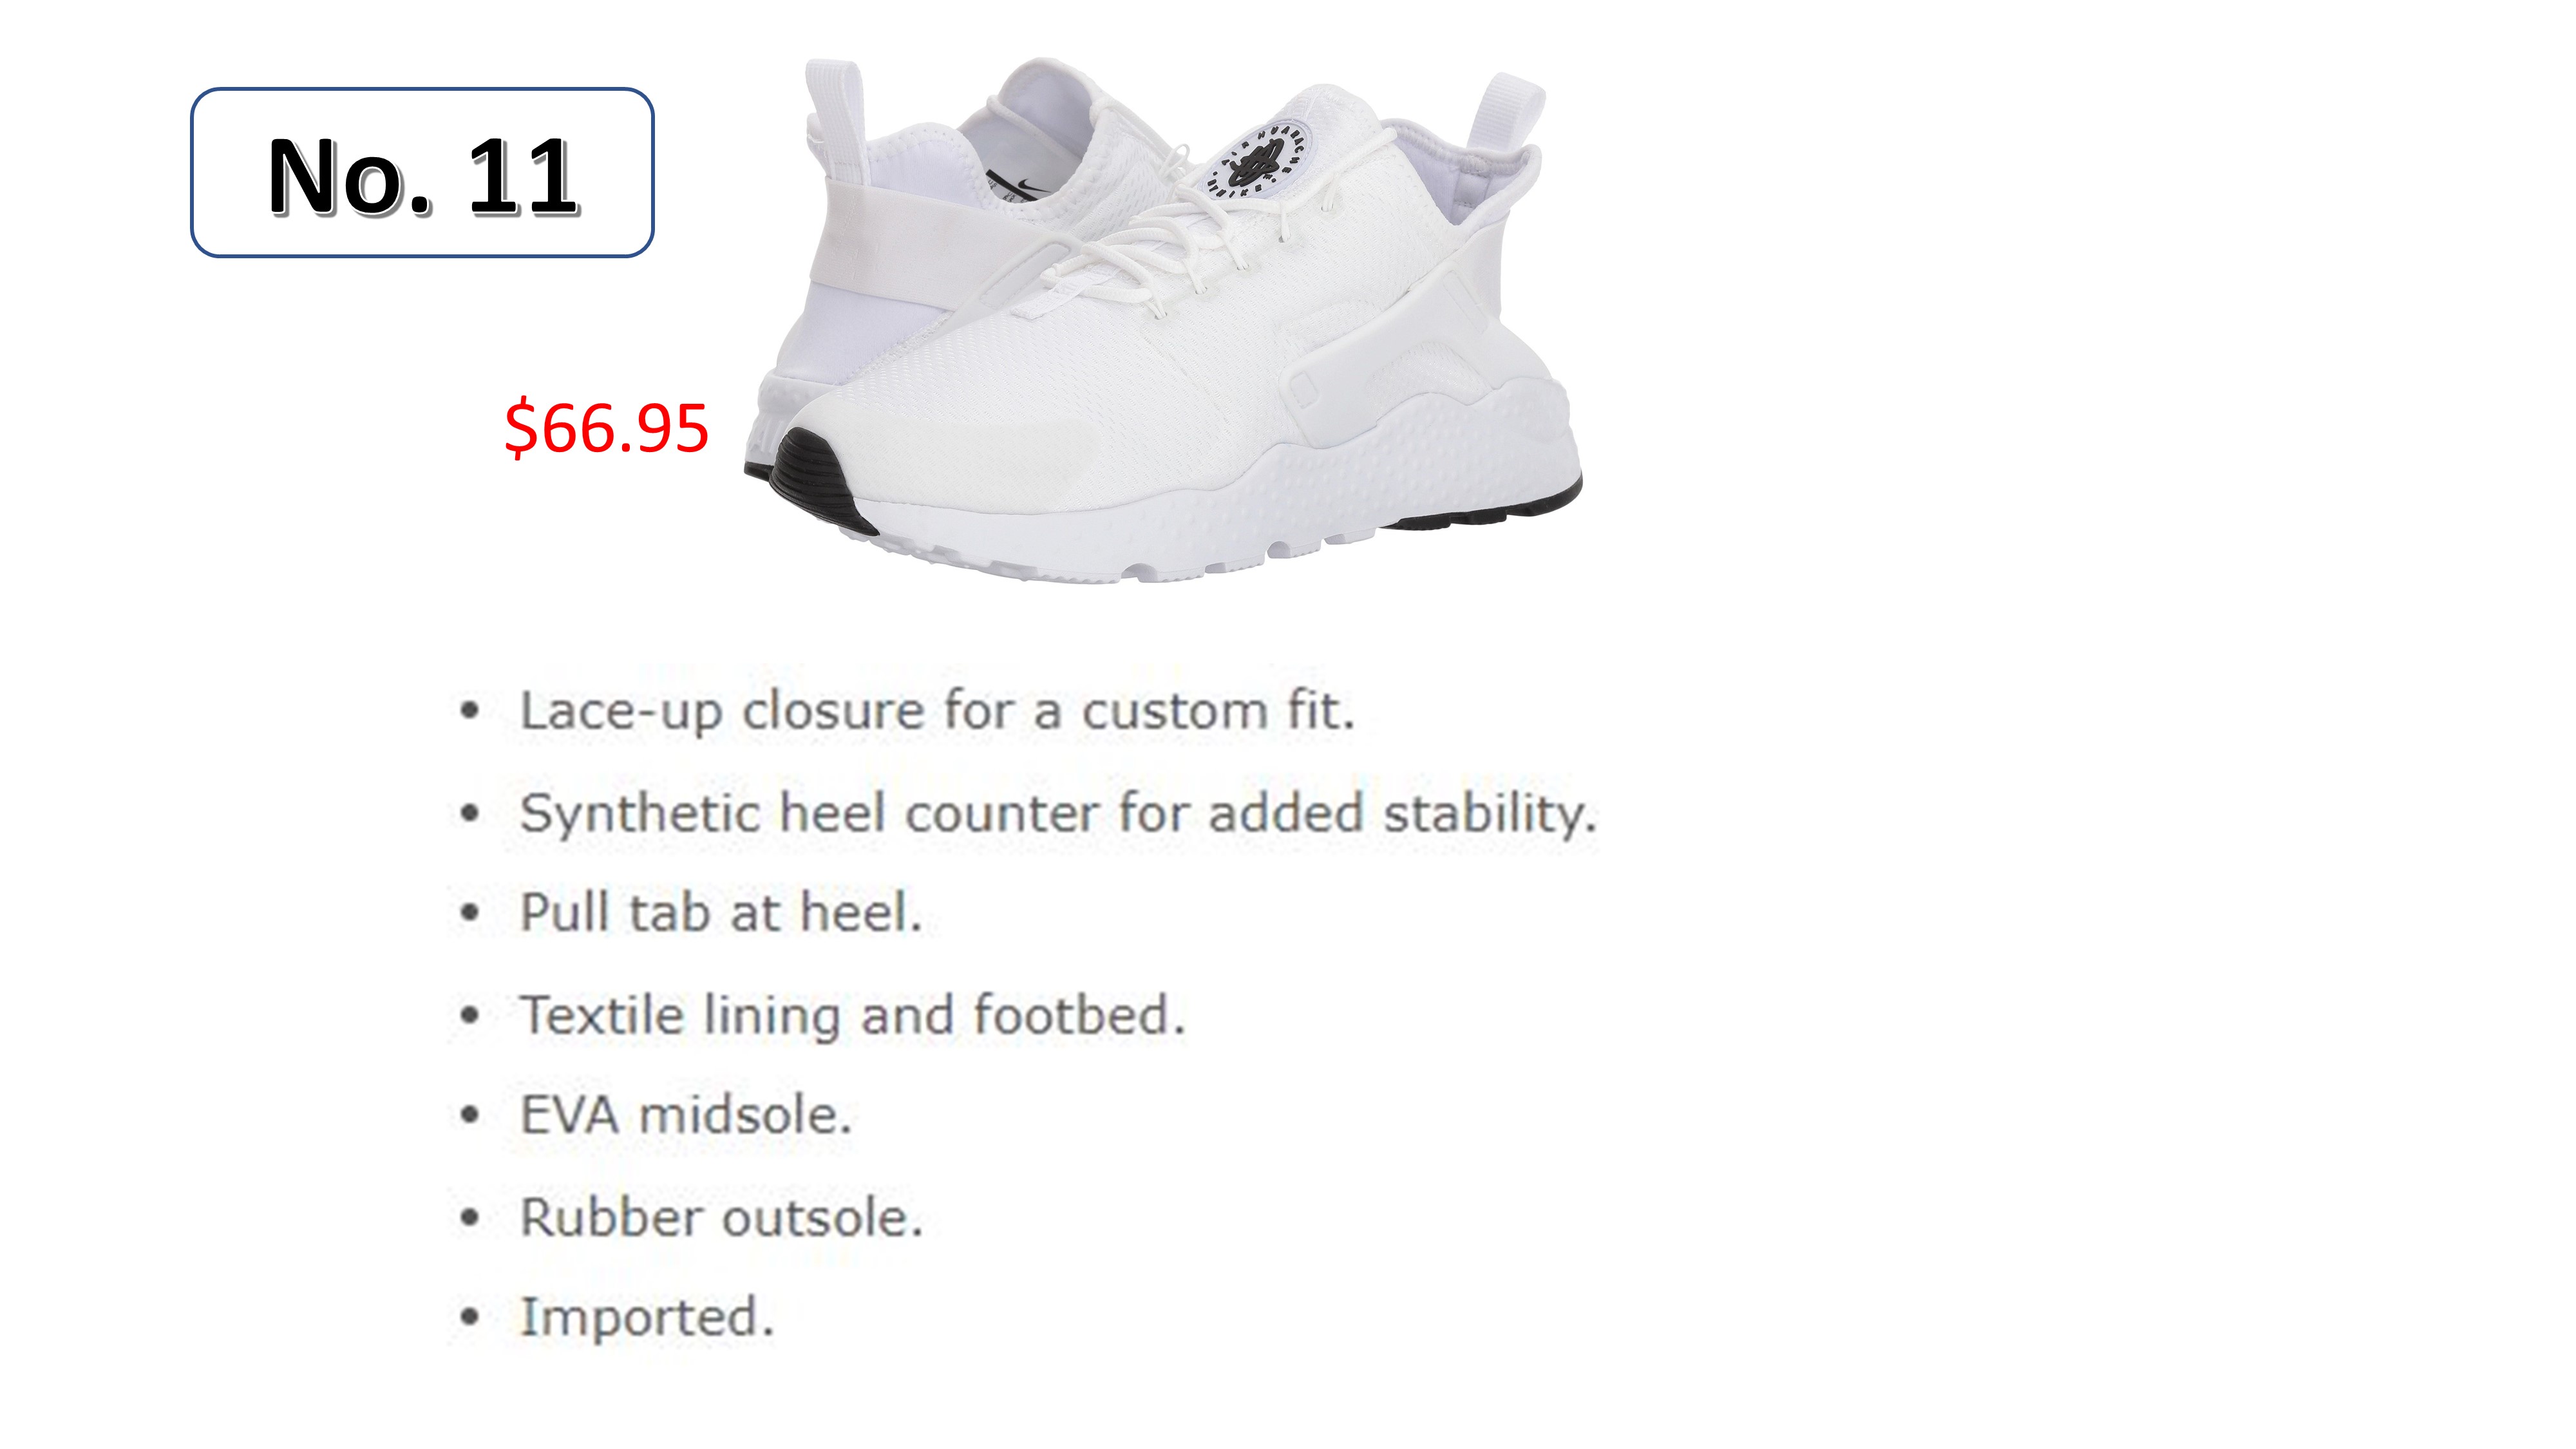 No. 11
HUARACHE
$66.95
• Lace-up closure for a custom fit.
• Synthetic heel counter for added stability.
• Pull tab at heel.
• Textile lining and footbed.
• EVA midsole.
• Rubber outsole.
• Imported.